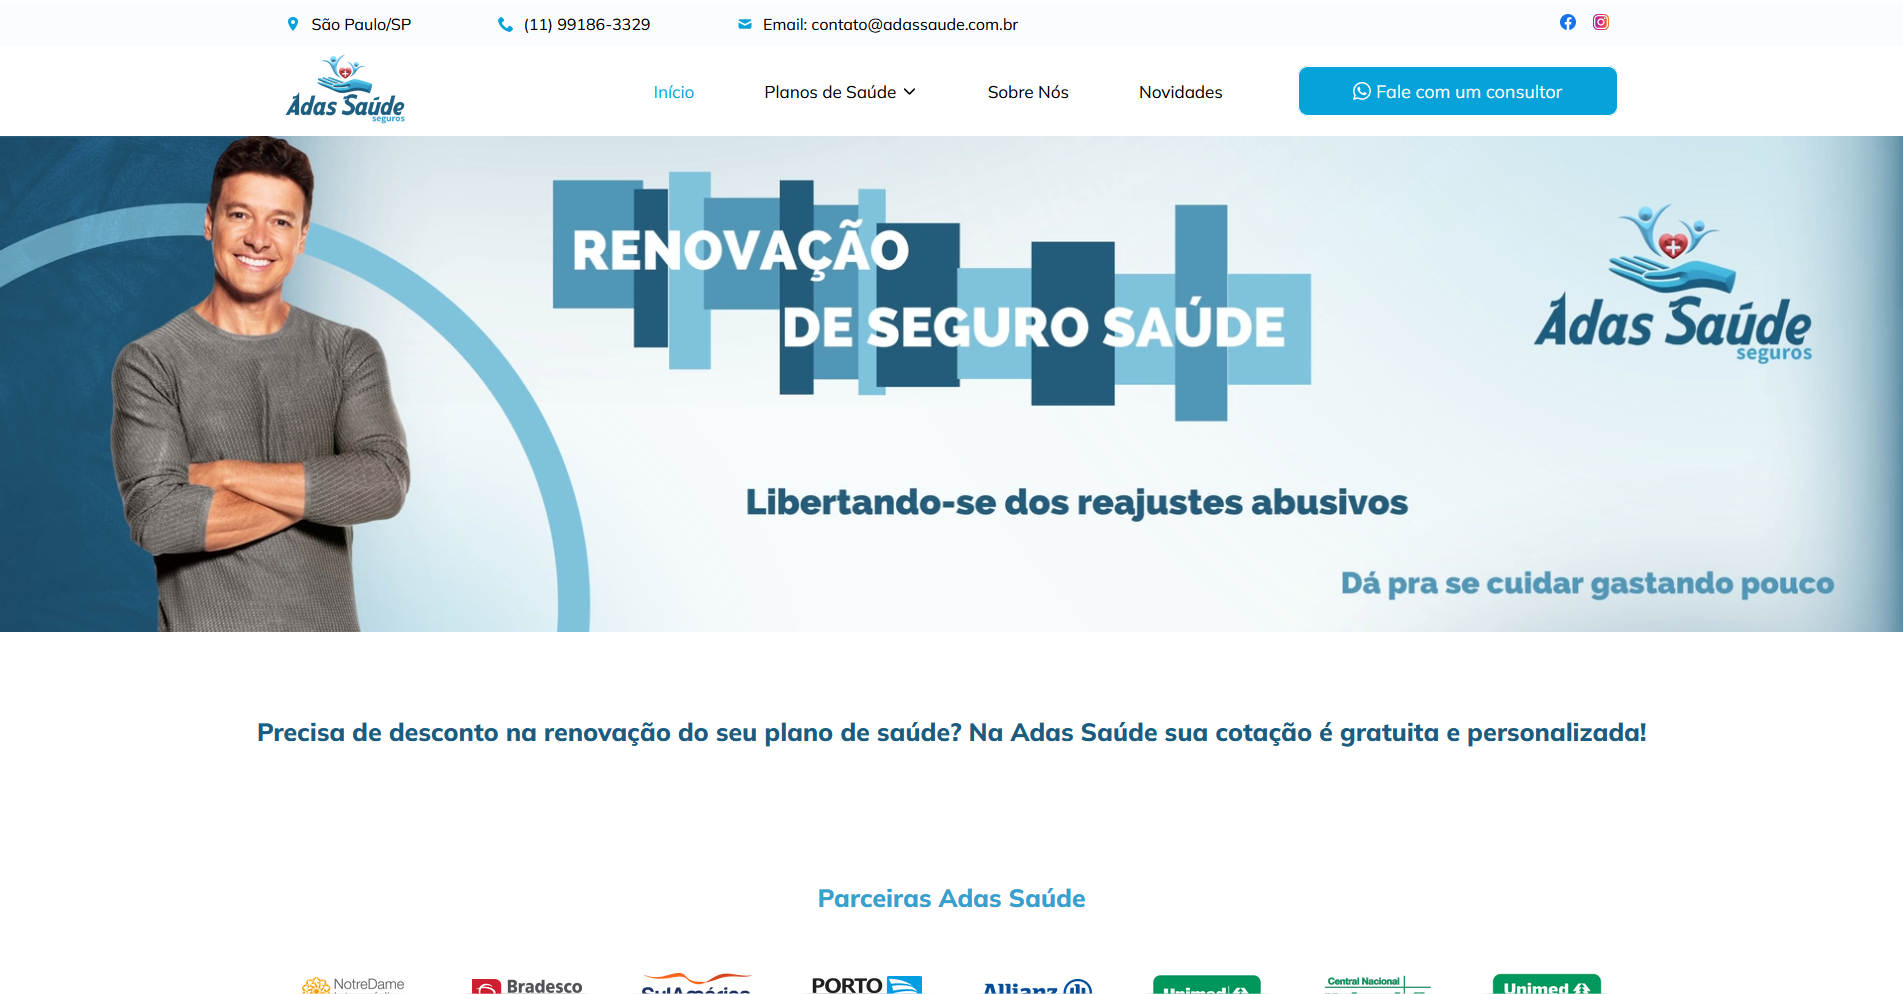 São Paulo/SP
(11) 99186-3329
Email: contato@adassaude.com.br
Adas Saúde
seguros
Início
Planos de Saúde
Sobre Nós
Novidades
Fale com um consultor
RENOVAÇÃO
DE SEGURO SAÚDE
Adas Saúde
seguros
Libertando-se dos reajustes abusivos
Dá pra se cuidar gastando pouco
Precisa de desconto na renovação do seu plano de saúde? Na Adas Saúde sua cotação é gratuita e personalizada!
Parceiras Adas Saúde
NotreDame
Bradesco
SulAmérica
PORTO
Allianz
Unimed
Central Nacional
Unimed